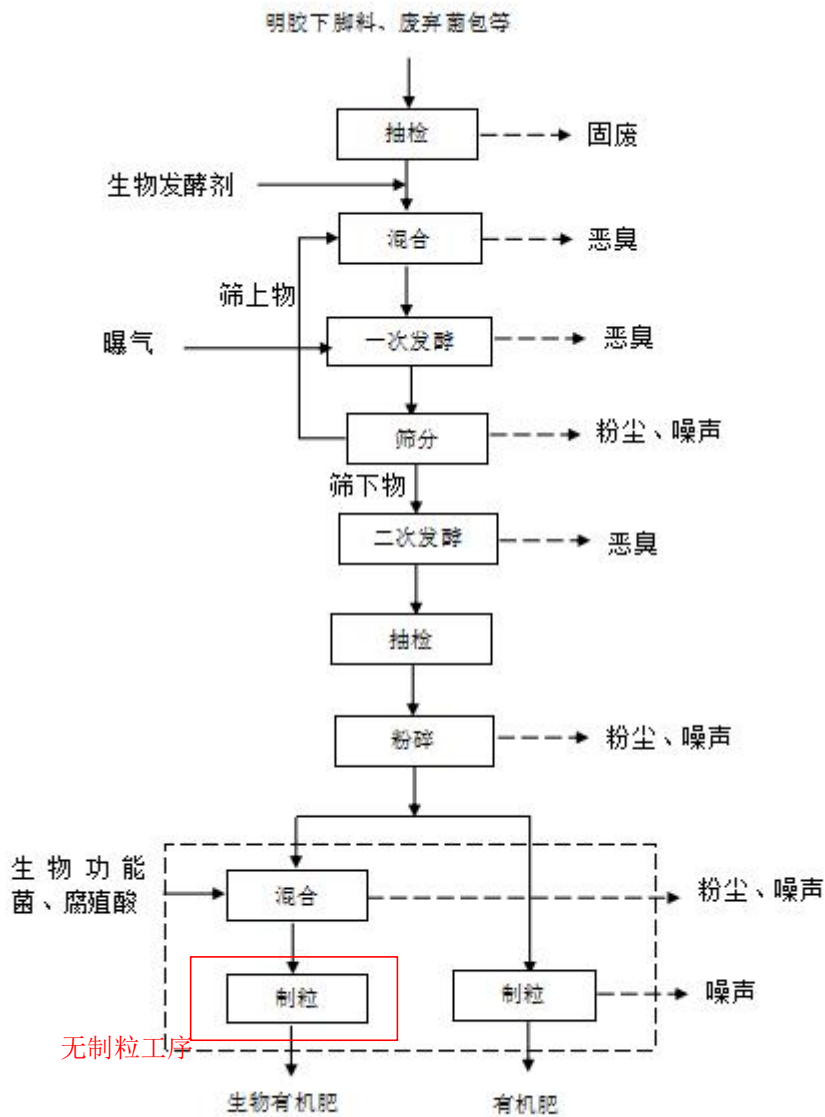 明胶下脚料、废弃菌包等
抽检
固废
生物发酵剂
混合
恶臭
筛上物
曝气
一次发酵
恶臭
筛分
粉尘、噪声
筛下物
二次发酵
恶臭
抽检
粉碎
粉尘、噪声
生物功能
菌、腐殖酸
混合
粉尘、噪声
制粒
制粒
噪声
无制粒工序
生物有机肥
有机肥